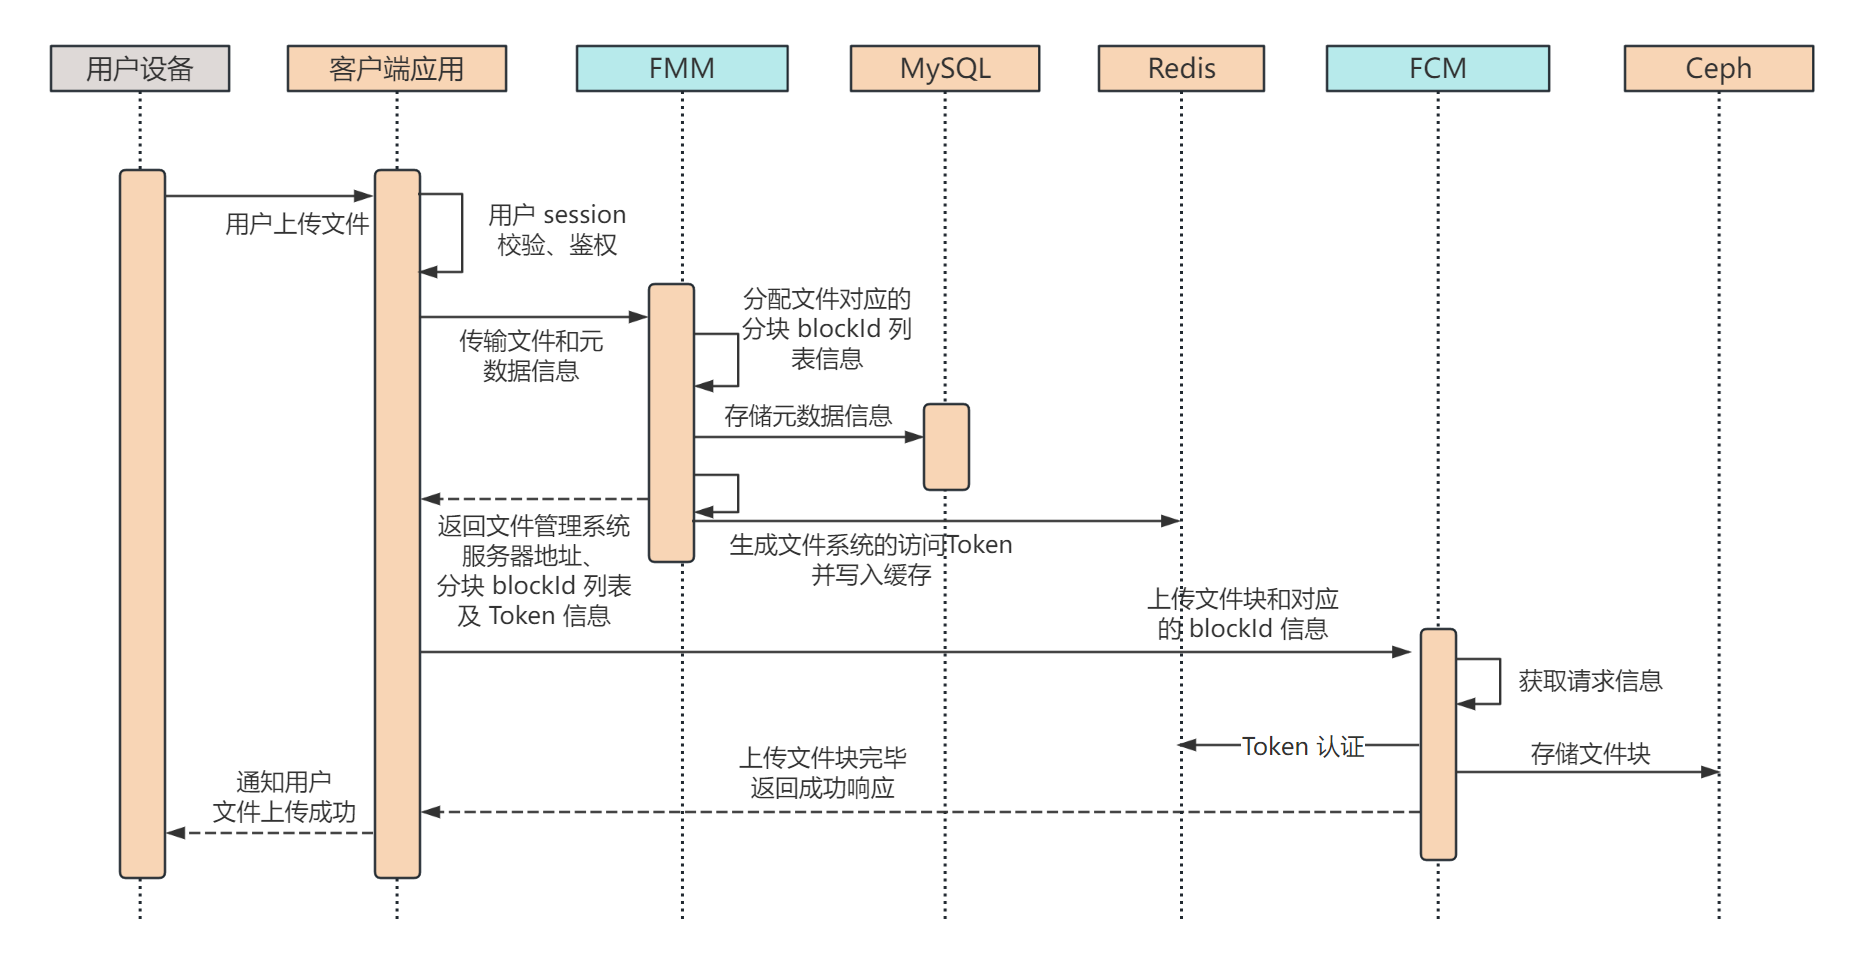 用户设备
客户端应用
FMM
MySQL
Redis
FCM
Ceph
用户上传文件
用户 session
校验、鉴权
传输文件和元
数据信息
分配文件对应的
分块 blockId 列
表信息
存储元数据信息
返回文件管理系统
服务器地址、
分块 blockId 列表
及 Token 信息
生成文件系统的访问Token
并写入缓存
上传文件块和对应
的 blockId 信息
获取请求信息
Token 认证
存储文件块
上传文件块完毕
返回成功响应
通知用户
文件上传成功